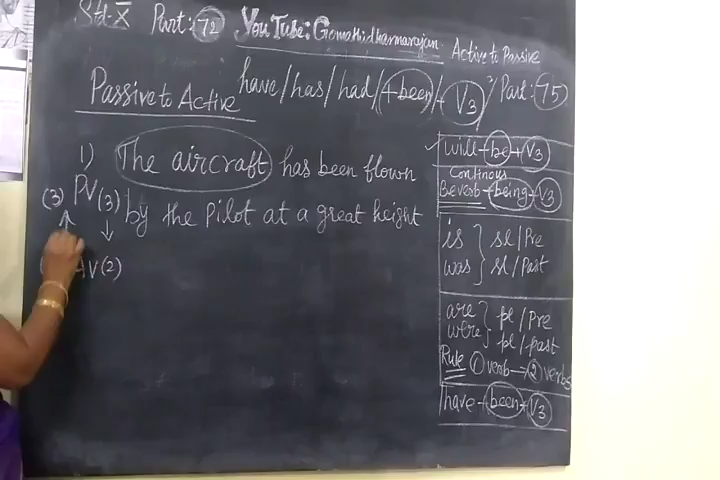 Std-X Part:72 YouTube: Gomathidharmarajan Active to Passive
Passive to Active have/has/had/+been/+V3 Part:75
1) The aircraft has been flown
(3) PV(3) by the Pilot at a great height
AV(2)
will+be+V3
Continous
Be verb+being+V3
is } sl/Pre
was } sl/Past
are } pl/Pre
were } pl/past
Rule ① verb→② verbs
have+been+V3